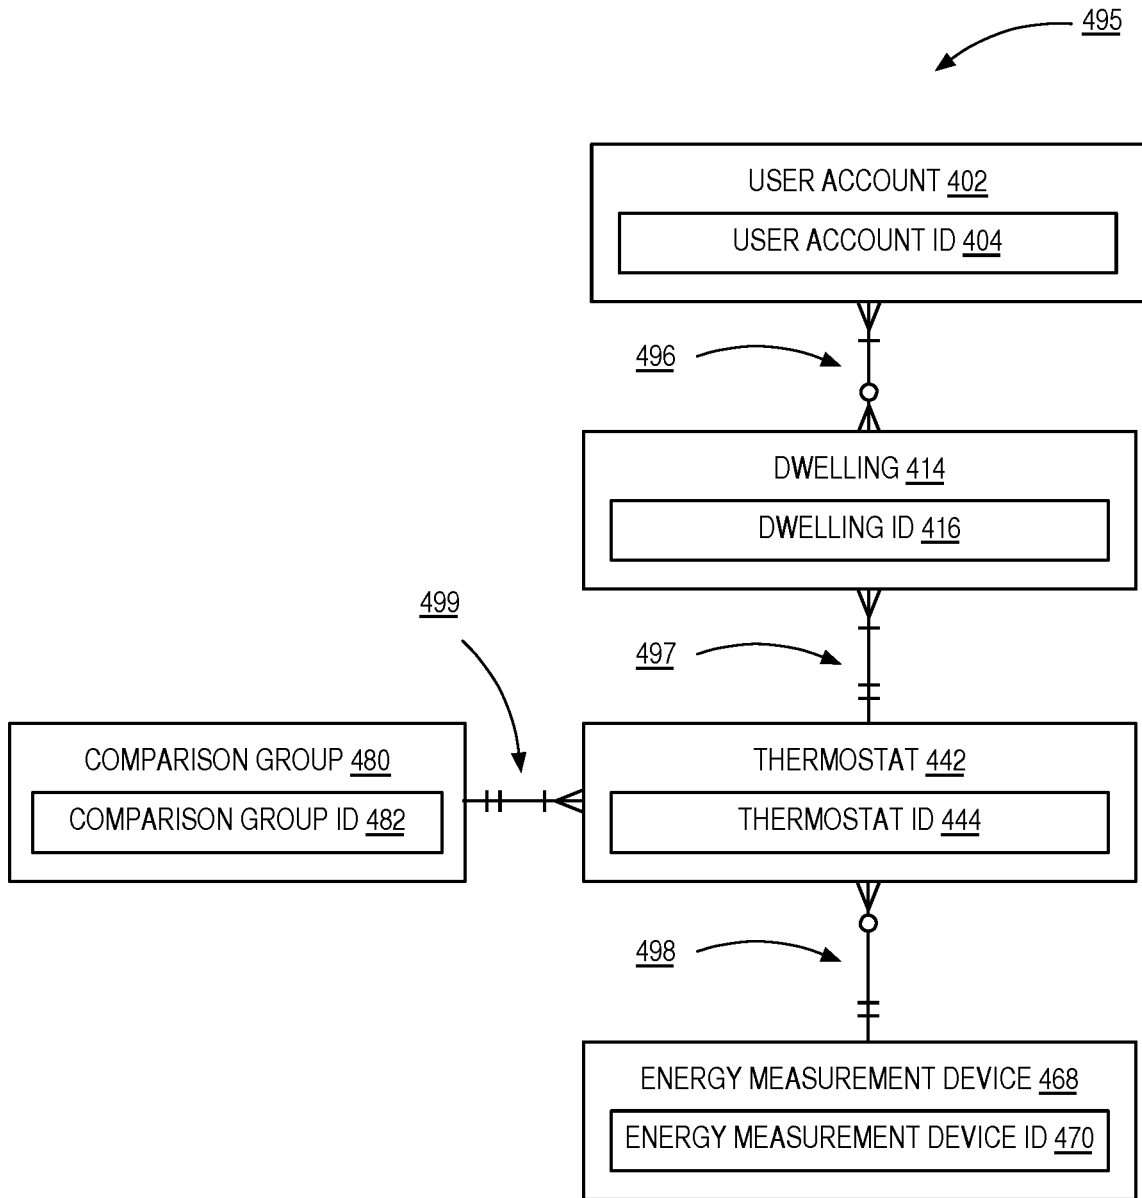 495
USER ACCOUNT 402
USER ACCOUNT ID 404
496
DWELLING 414
DWELLING ID 416
499
497
COMPARISON GROUP 480
COMPARISON GROUP ID 482
THERMOSTAT 442
THERMOSTAT ID 444
498
ENERGY MEASUREMENT DEVICE 468
ENERGY MEASUREMENT DEVICE ID 470